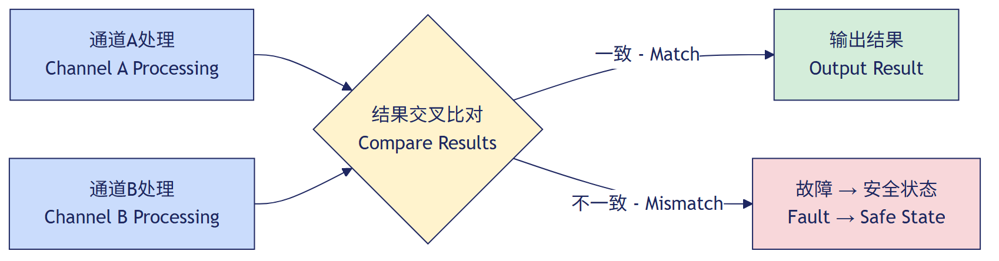 通道A处理
Channel A Processing
通道B处理
Channel B Processing
结果交叉比对
Compare Results
一致 - Match
不一致 - Mismatch
输出结果
Output Result
故障 → 安全状态
Fault → Safe State